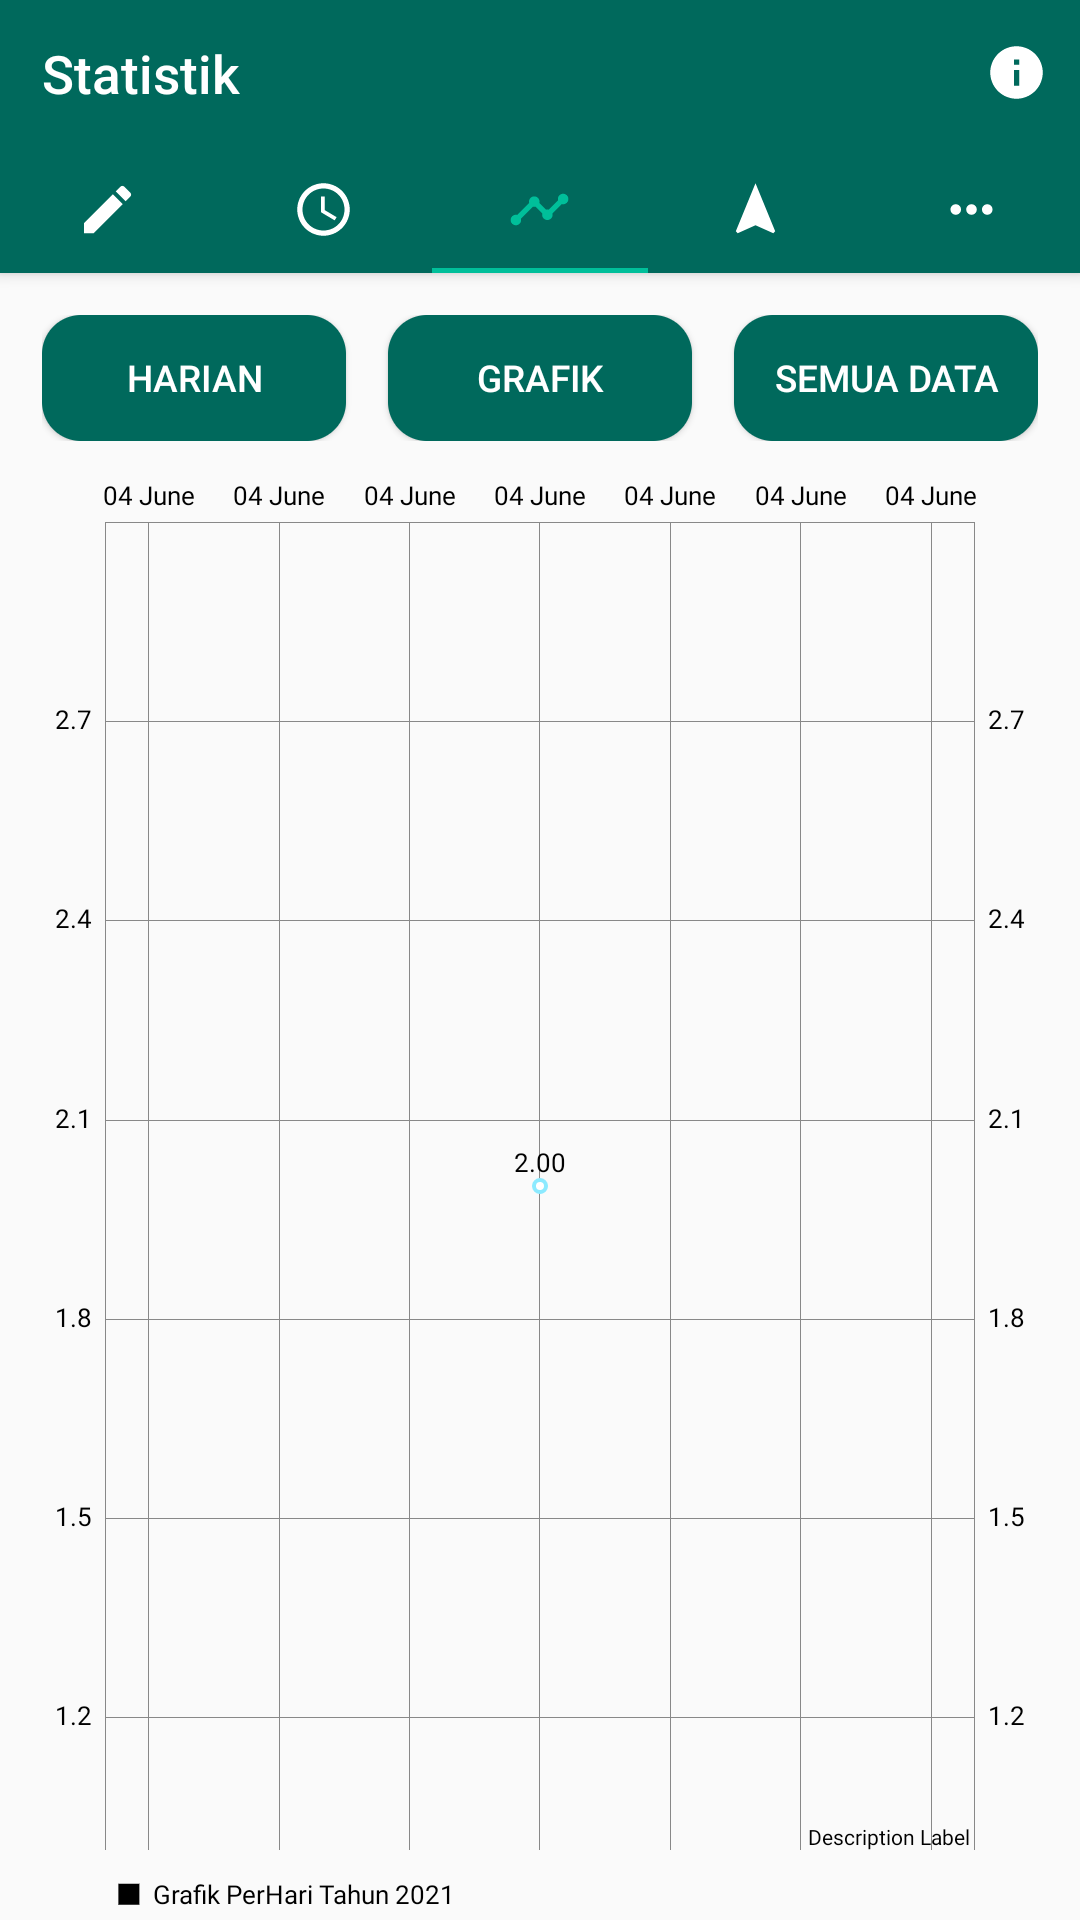 Statistik
HARIAN GRAFIK SEMUA DATA
04 June 04 June 04 June 04 June 04 June 04 June 04 June
2.7 2.7
2.4 2.4
2.1 2.1
2.00
1.8 1.8
1.5 1.5
1.2 1.2
Description Label
Grafik PerHari Tahun 2021